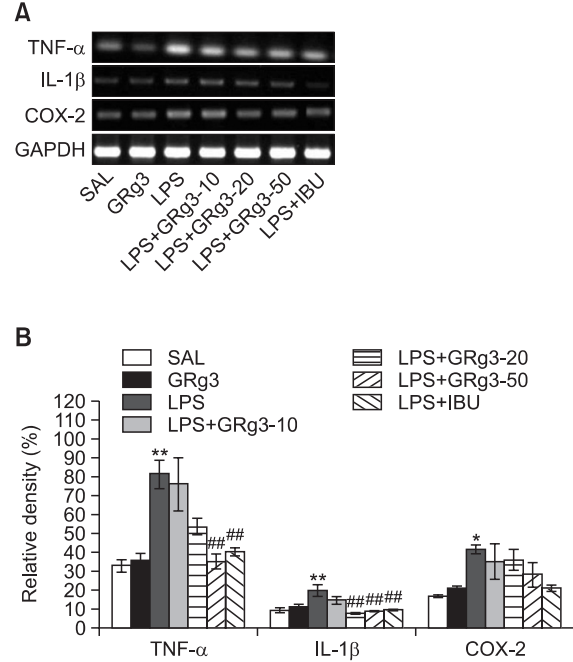 A
TNF-α
IL-1β
COX-2
GAPDH
SAL
GRg3
LPS
LPS+GRg3-10
LPS+GRg3-20
LPS+GRg3-50
LPS+IBU
B
SAL
GRg3
LPS
LPS+GRg3-10
LPS+GRg3-20
LPS+GRg3-50
LPS+IBU
Relative density (%)
120
110
100
90
80
70
60
50
40
30
20
10
0
**
##
##
**
## ## ##
*
TNF-α
IL-1β
COX-2